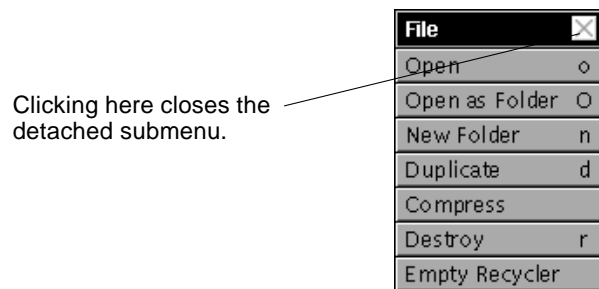 File
Clicking here closes the
detached submenu.
Open o
Open as Folder O
New Folder n
Duplicate d
Compress
Destroy r
Empty Recycler